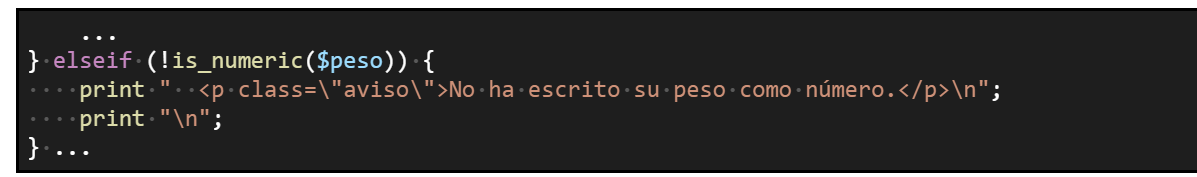 ...
} elseif (!is_numeric($peso)) {
    print "  <p class=\"aviso\">No ha escrito su peso como número.</p>\n";
    print "\n";
} ...